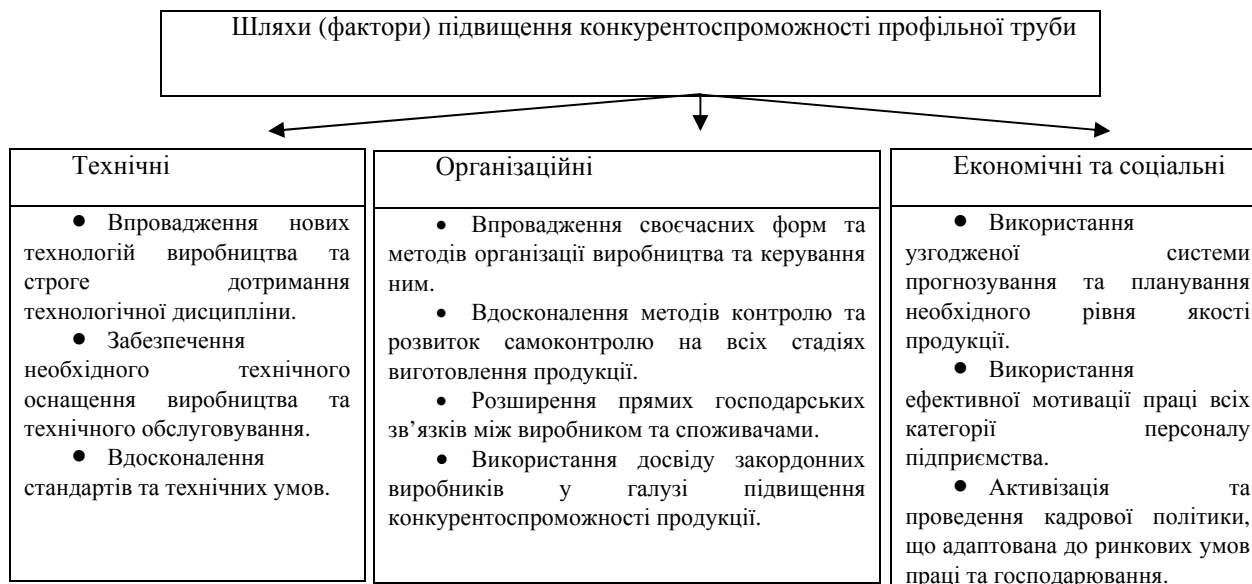 Шляхи (фактори) підвищення конкурентоспроможності профільної труби
Технічні
• Впровадження нових
технологій виробництва та
строге дотримання
технологічної дисципліни.
• Забезпечення
необхідного технічного
оснащення виробництва та
технічного обслуговування.
• Вдосконалення
стандартів та технічних умов.
Організаційні
• Впровадження своєчасних форм та
методів організації виробництва та керування
ним.
• Вдосконалення методів контролю та
розвиток самоконтролю на всіх стадіях
виготовлення продукції.
• Розширення прямих господарських
зв’язків між виробником та споживачами.
• Використання досвіду закордонних
виробників у галузі підвищення
конкурентоспроможності продукції.
Економічні та соціальні
• Використання
узгодженої системи
прогнозування та планування
необхідного рівня якості
продукції.
• Використання
ефективної мотивації праці всіх
категорії персоналу
підприємства.
• Активізація та
проведення кадрової політики,
що адаптована до ринкових умов
праці та господарювання.